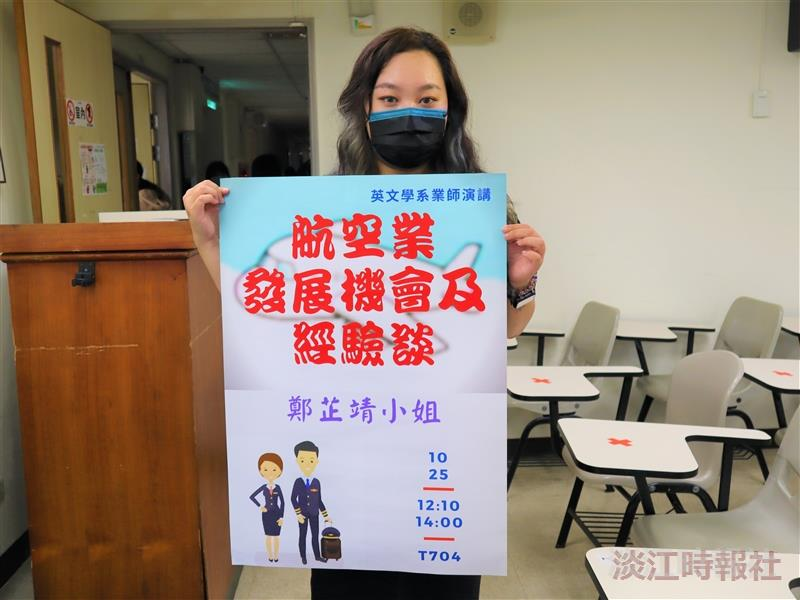 英文學系業師演講
航空業
發展機會及
經驗談
鄭芷靖小姐
10
25
12:10
14:00
T704
淡江時報社